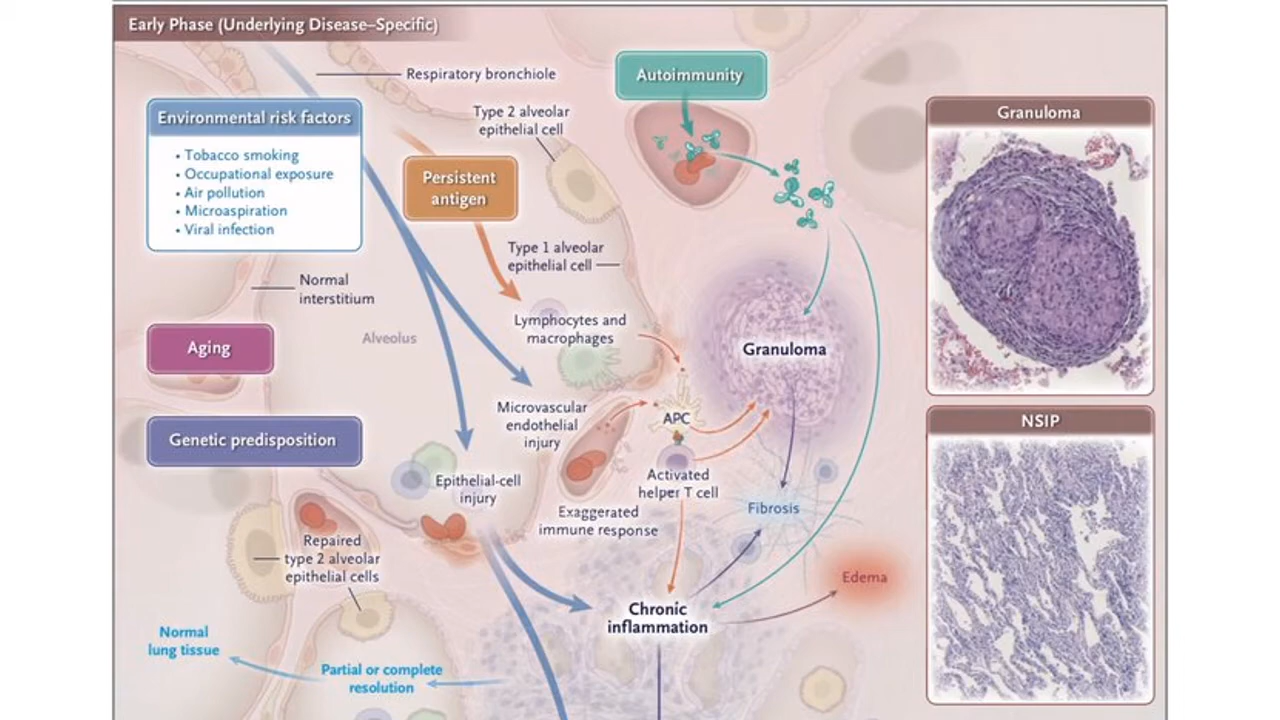 Early Phase (Underlying Disease–Specific)
Respiratory bronchiole
Autoimmunity
Environmental risk factors
• Tobacco smoking
• Occupational exposure
• Air pollution
• Microaspiration
• Viral infection
Type 2 alveolar
epithelial cell
Persistent
antigen
Type 1 alveolar
epithelial cell
Normal
interstitium
Alveolus
Lymphocytes and
macrophages
Granuloma
Aging
Microvascular
endothelial
injury
APC
Genetic predisposition
Epithelial-cell
injury
Activated
helper T cell
Exaggerated
immune response
Fibrosis
Edema
Repaired
type 2 alveolar
epithelial cells
Chronic
inflammation
Normal
lung tissue
Partial or complete
resolution
Granuloma
NSIP